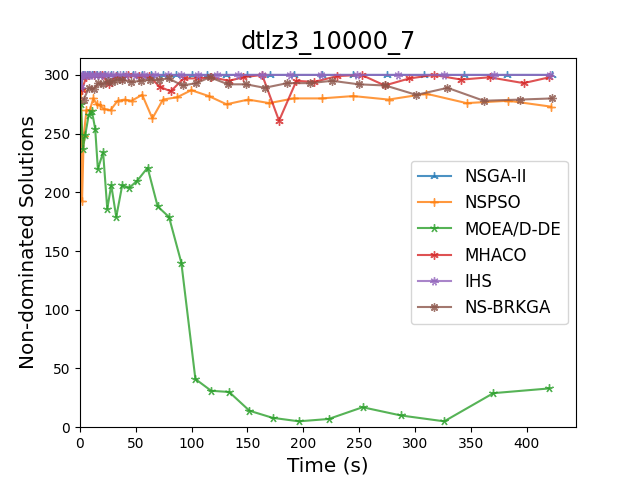 dtlz3_10000_7
Non-dominated Solutions
300
250
200
150
100
50
0
NSGA-II
NSPSO
MOEA/D-DE
MHACO
IHS
NS-BRKGA
0 50 100 150 200 250 300 350 400
Time (s)